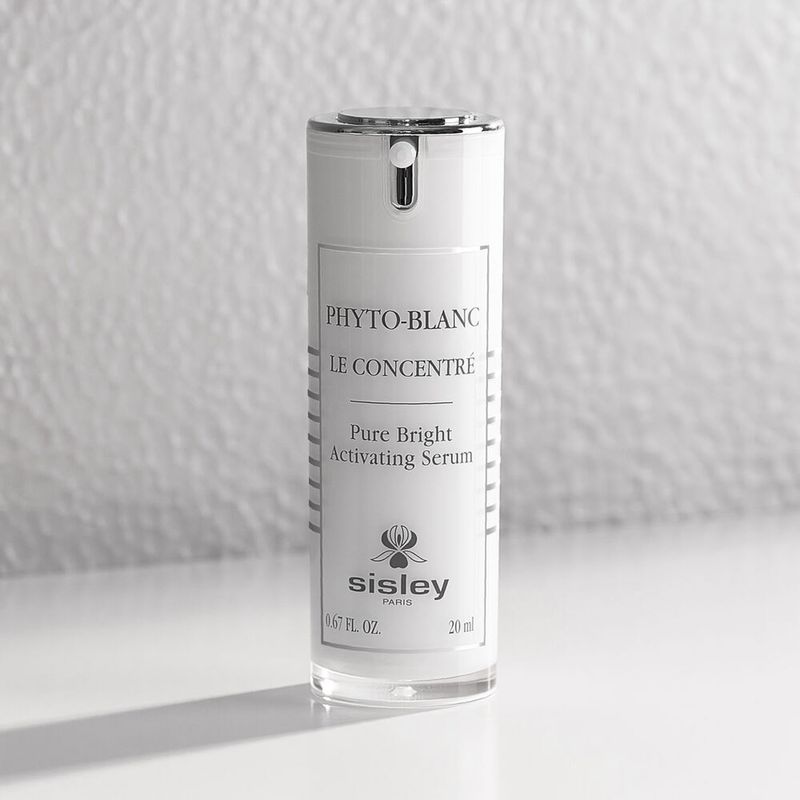 PHYTO-BLANC
LE CONCENTRÉ
Pure Bright
Activating Serum
sisley
PARIS
0.67 FL. OZ. 20 ml